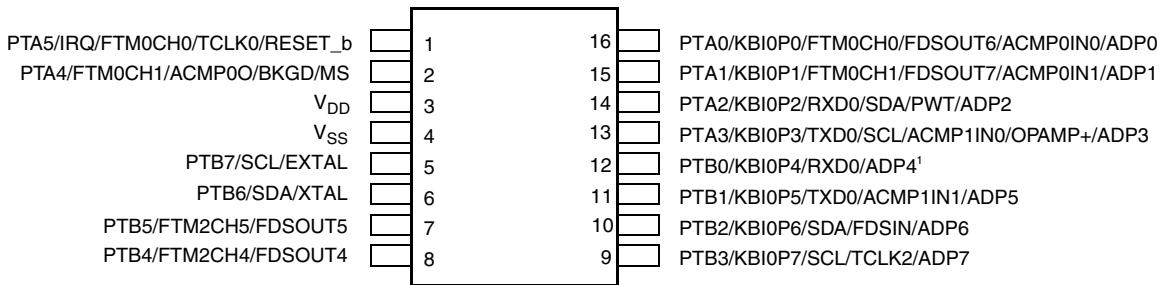 PTA5/IRQ/FTM0CH0/TCLK0/RESET_b 1 16 PTA0/KBI0P0/FTM0CH0/FDSOUT6/ACMP0IN0/ADP0
PTA4/FTM0CH1/ACMP0O/BKGD/MS 2 15 PTA1/KBI0P1/FTM0CH1/FDSOUT7/ACMP0IN1/ADP1
VDD 3 14 PTA2/KBI0P2/RXD0/SDA/PWT/ADP2
VSS 4 13 PTA3/KBI0P3/TXD0/SCL/ACMP1IN0/OPAMP+/ADP3
PTB7/SCL/EXTAL 5 12 PTB0/KBI0P4/RXD0/ADP4¹
PTB6/SDA/XTAL 6 11 PTB1/KBI0P5/TXD0/ACMP1IN1/ADP5
PTB5/FTM2CH5/FDSOUT5 7 10 PTB2/KBI0P6/SDA/FDSIN/ADP6
PTB4/FTM2CH4/FDSOUT4 8 9 PTB3/KBI0P7/SCL/TCLK2/ADP7